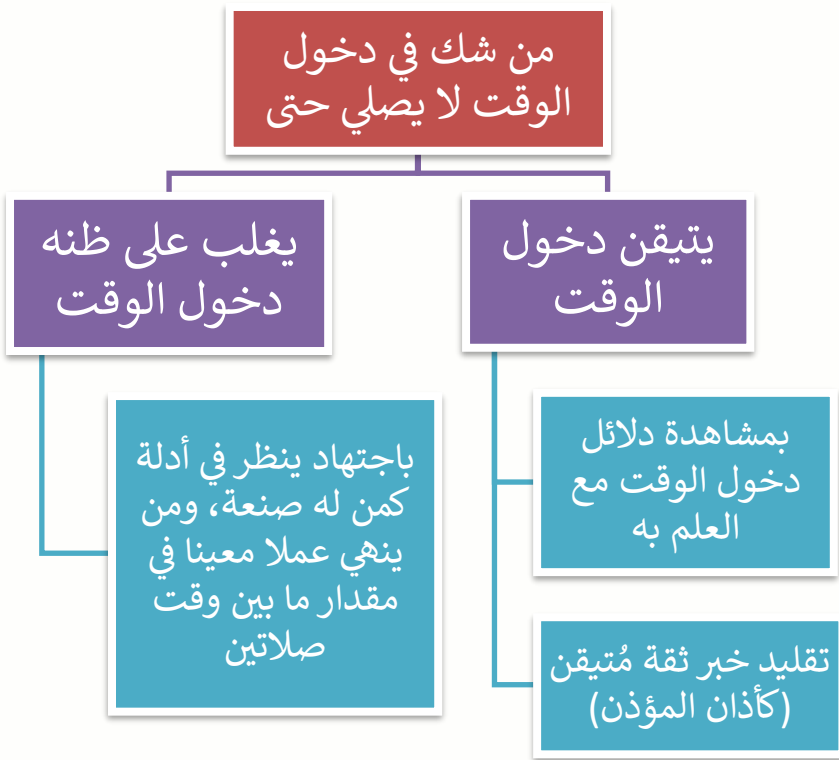 من شك في دخول
الوقت لا يصلي حتى
يتيقن دخول
الوقت
بمشاهدة دلائل
دخول الوقت مع
العلم به
تقليد خبر ثقة مُتيقن
(كأذان المؤذن)
يغلب على ظنه
دخول الوقت
باجتهاد ينظر في أدلة
كمن له صنعة، ومن
ينهي عملا معينا في
مقدار ما بين وقت
صلاتين